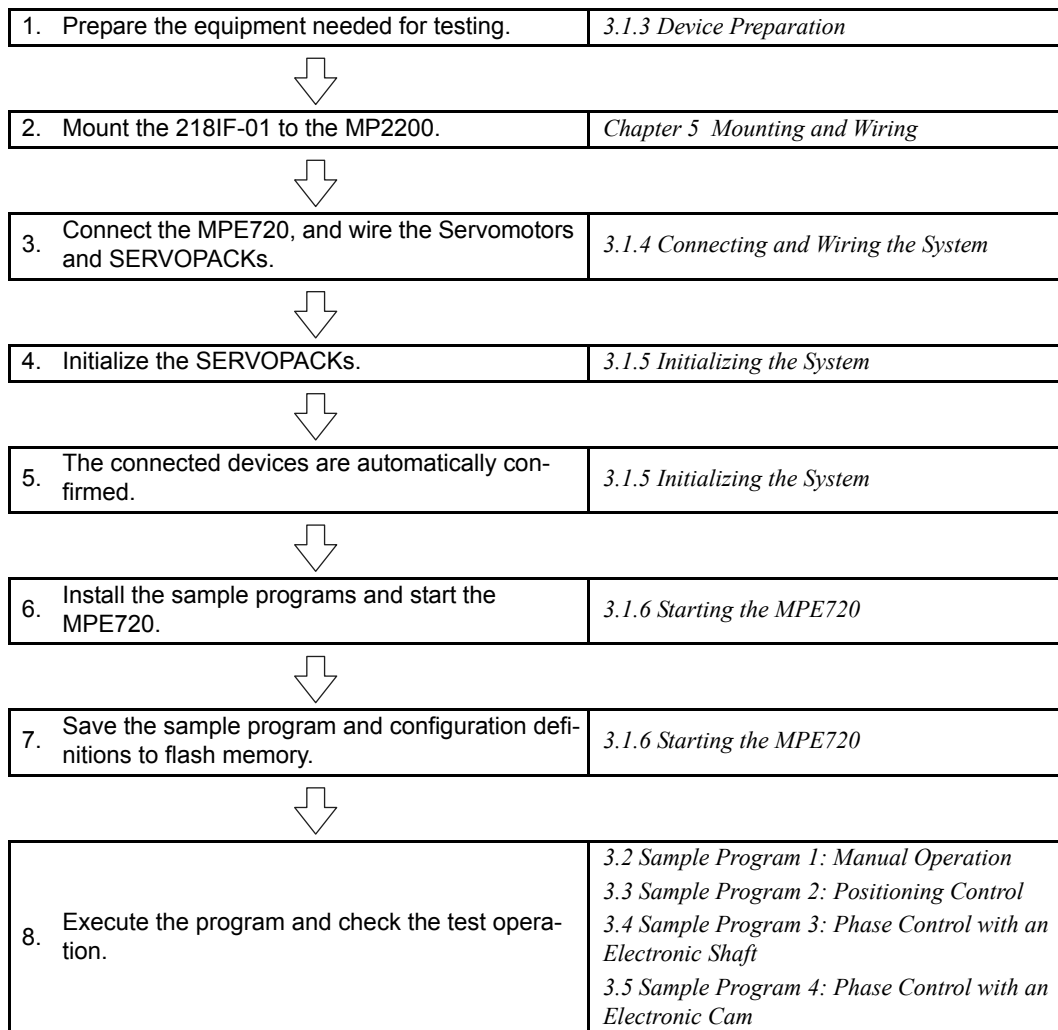 1. Prepare the equipment needed for testing.
3.1.3 Device Preparation
2. Mount the 218IF-01 to the MP2200.
Chapter 5 Mounting and Wiring
3. Connect the MPE720, and wire the Servomotors
and SERVOPACKs.
3.1.4 Connecting and Wiring the System
4. Initialize the SERVOPACKs.
3.1.5 Initializing the System
5. The connected devices are automatically con-
firmed.
3.1.5 Initializing the System
6. Install the sample programs and start the
MPE720.
3.1.6 Starting the MPE720
7. Save the sample program and configuration defi-
nitions to flash memory.
3.1.6 Starting the MPE720
8. Execute the program and check the test opera-
tion.
3.2 Sample Program 1: Manual Operation
3.3 Sample Program 2: Positioning Control
3.4 Sample Program 3: Phase Control with an
Electronic Shaft
3.5 Sample Program 4: Phase Control with an
Electronic Cam